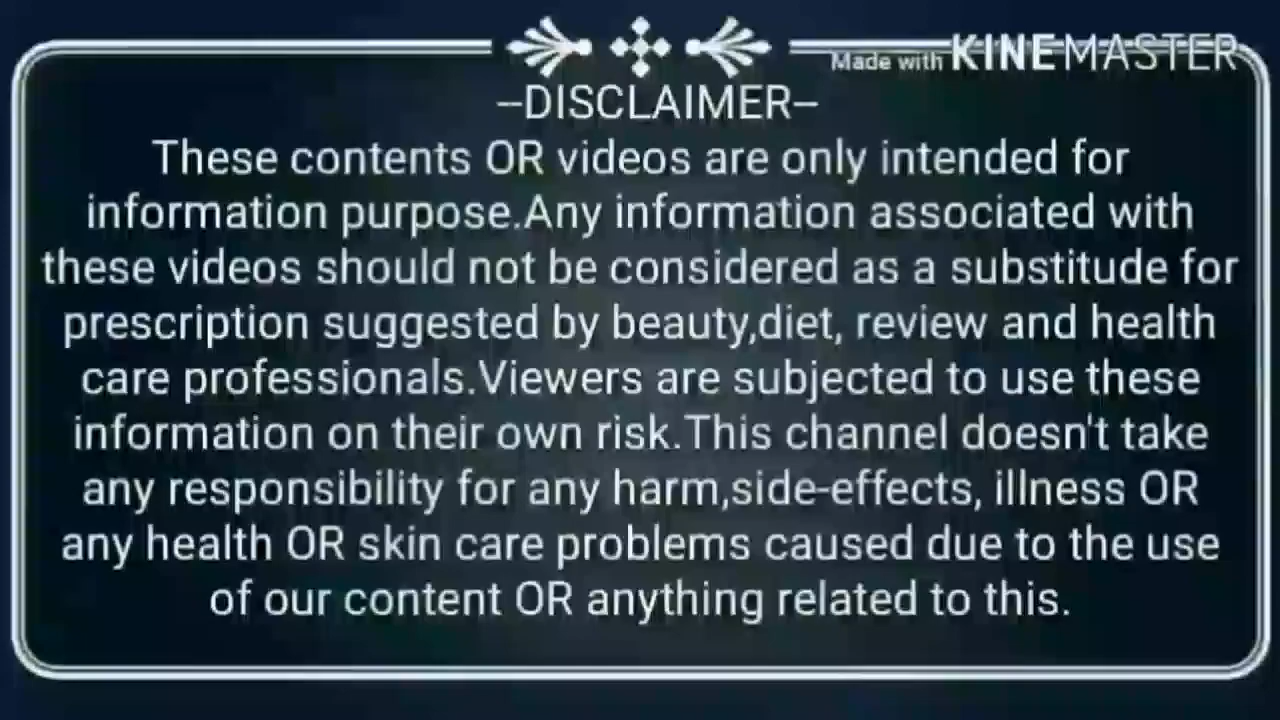 Made with KINEMASTER
--DISCLAIMER--
These contents OR videos are only intended for
information purpose.Any information associated with
these videos should not be considered as a substitude for
prescription suggested by beauty,diet, review and health
care professionals.Viewers are subjected to use these
information on their own risk.This channel doesn't take
any responsibility for any harm,side-effects, illness OR
any health OR skin care problems caused due to the use
of our content OR anything related to this.